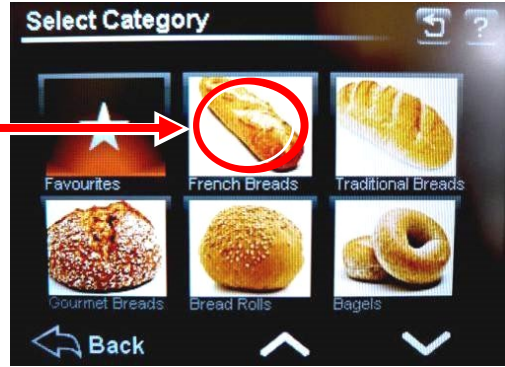 Select Category
?
Favourites French Breads Traditional Breads
Gourmet Breads Bread Rolls Bagels
Back